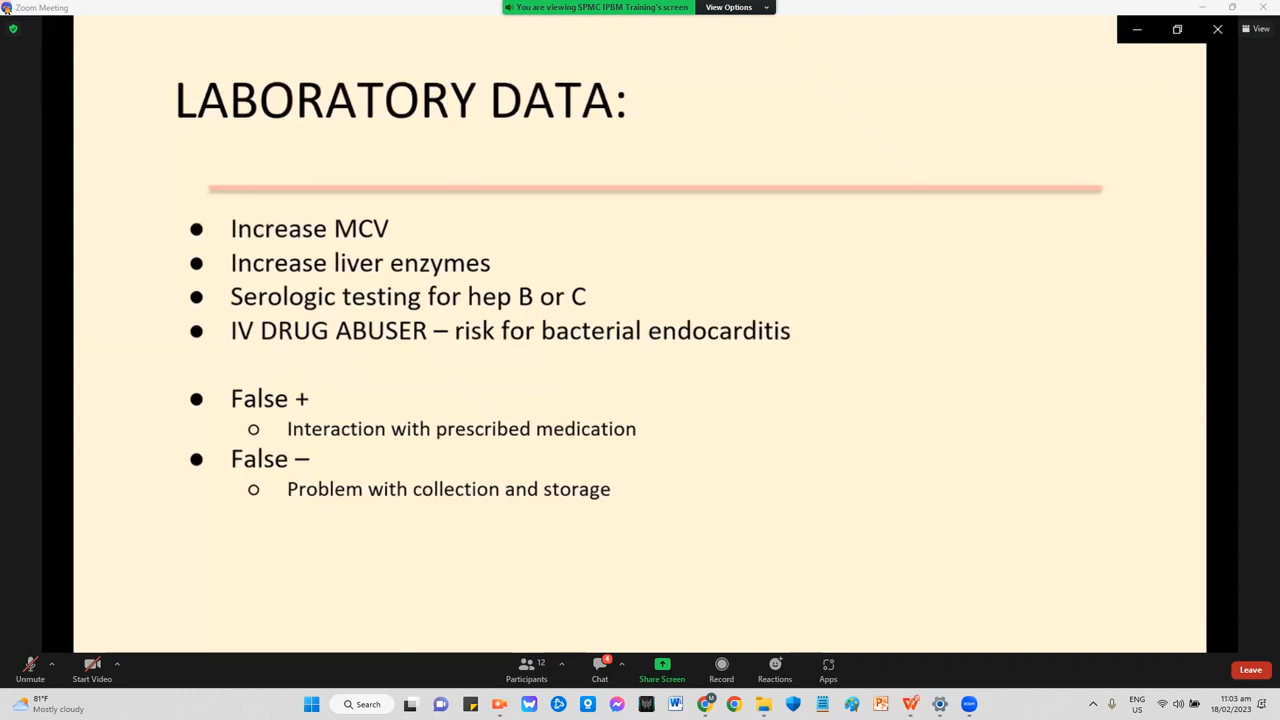 Zoom Meeting
You are viewing SPMC IPBM Training's screen
View Options
View
LABORATORY DATA:
● Increase MCV
● Increase liver enzymes
● Serologic testing for hep B or C
● IV DRUG ABUSER – risk for bacterial endocarditis
● False +
○ Interaction with prescribed medication
● False –
○ Problem with collection and storage
Unmute
Start Video
12
Participants
4
Chat
Share Screen
Record
Reactions
Apps
Leave
81°F
Mostly cloudy
Search
ENG
US
11:03 am
18/02/2023